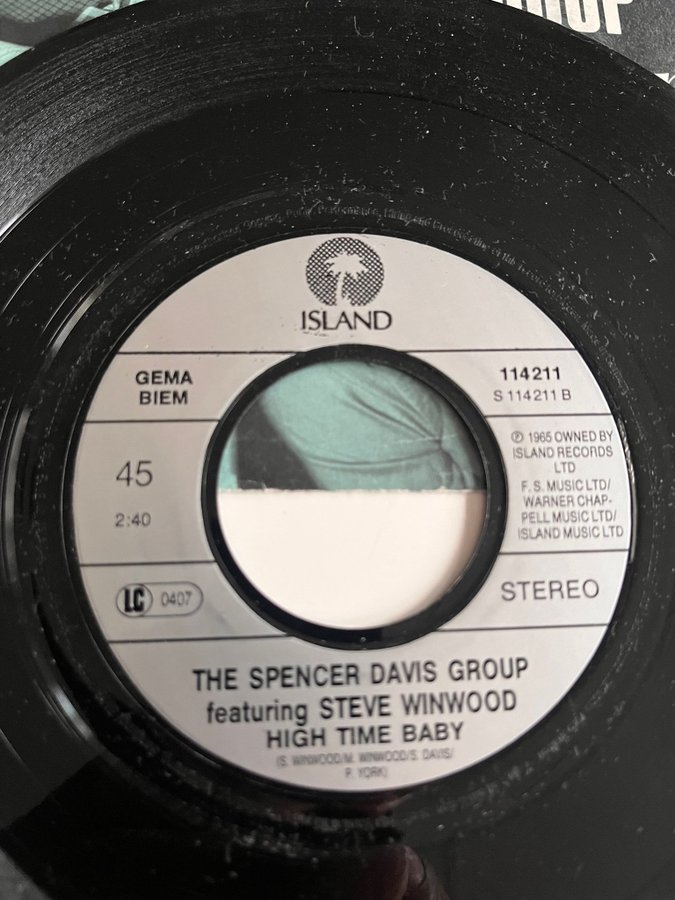 ISLAND
GEMA
BIEM
114211
S 114211 B
45
2:40
℗ 1965 OWNED BY
ISLAND RECORDS
LTD
F. S. MUSIC LTD/
WARNER CHAP-
PELL MUSIC LTD/
ISLAND MUSIC LTD
LC 0407
STEREO
THE SPENCER DAVIS GROUP
featuring STEVE WINWOOD
HIGH TIME BABY
(S. WINWOOD/M. WINWOOD/S. DAVIS/
P. YORK)